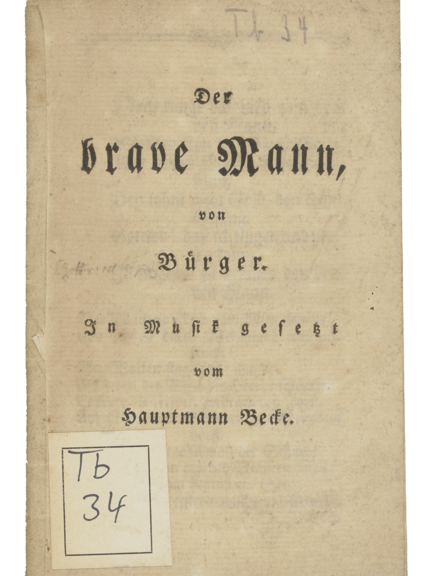 Tb 34
Der
brave Mann,
von
Bürger.
In Muſik geſetzt
vom
Hauptmann Becke.
Tb
34